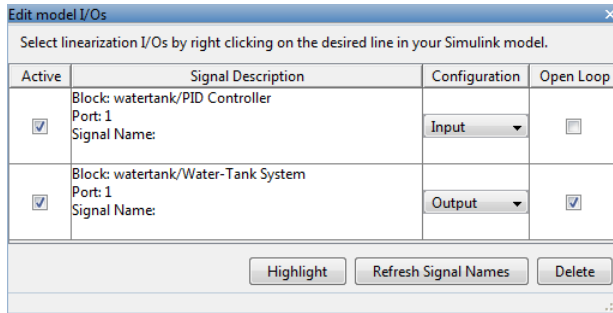 Edit model I/Os
Select linearization I/Os by right clicking on the desired line in your Simulink model.
Active Signal Description Configuration Open Loop
Block: watertank/PID Controller
Port: 1
Signal Name:
Input
Block: watertank/Water-Tank System
Port: 1
Signal Name:
Output
Highlight Refresh Signal Names Delete